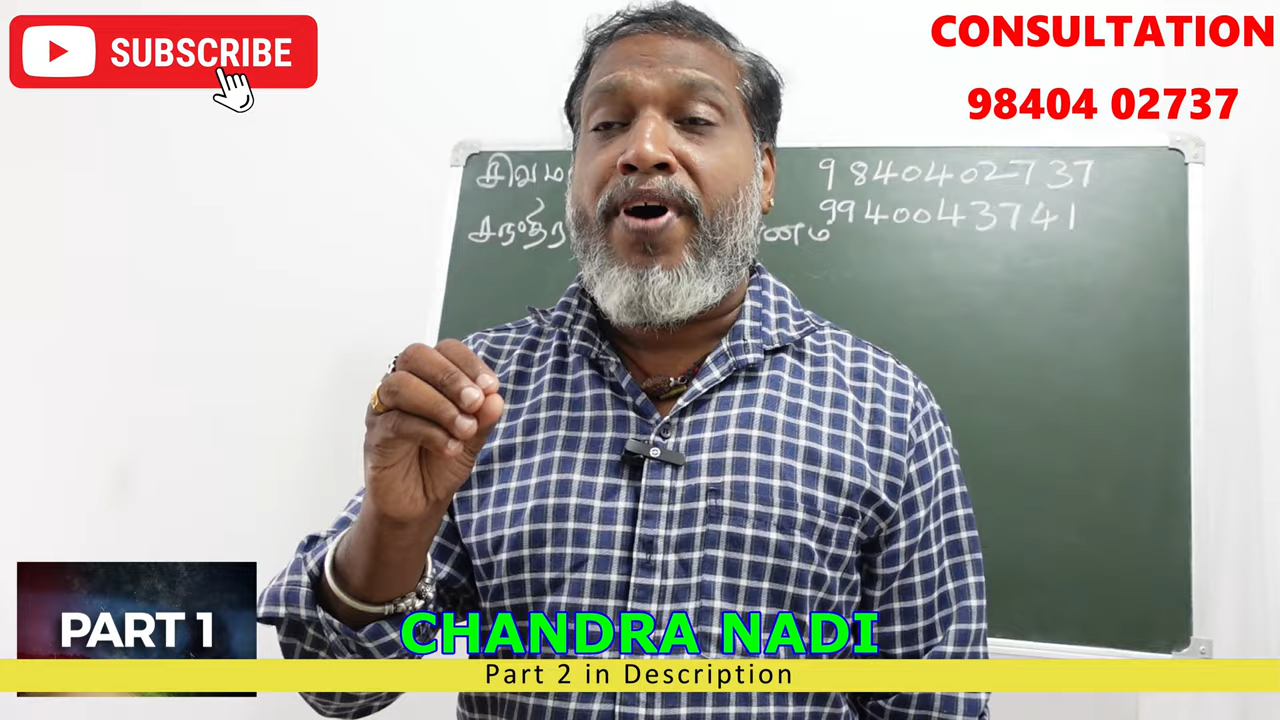 SUBSCRIBE
CONSULTATION
98404 02737
9840402737
9940043741
PART 1
CHANDRA NADI
Part 2 in Description